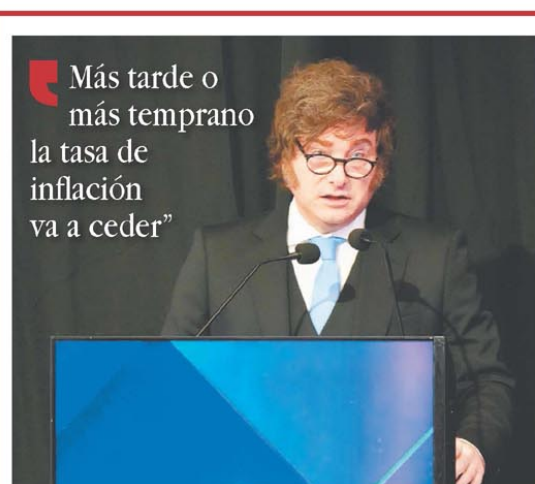 Más tarde o
más temprano
la tasa de
inflación
va a ceder”